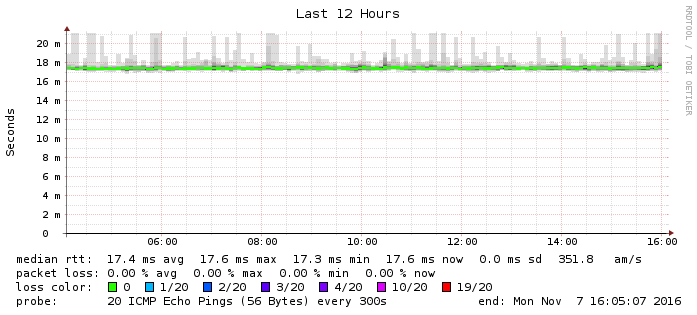 Last 12 Hours
RRDTOOL / TOBI OETIKER
Seconds
20 m
18 m
16 m
14 m
12 m
10 m
8 m
6 m
4 m
2 m
0
06:00 08:00 10:00 12:00 14:00 16:00
median rtt: 17.4 ms avg 17.6 ms max 17.3 ms min 17.6 ms now 0.0 ms sd 351.8 am/s
packet loss: 0.00 % avg 0.00 % max 0.00 % min 0.00 % now
loss color: 0 1/20 2/20 3/20 4/20 10/20 19/20
probe: 20 ICMP Echo Pings (56 Bytes) every 300s end: Mon Nov 7 16:05:07 2016